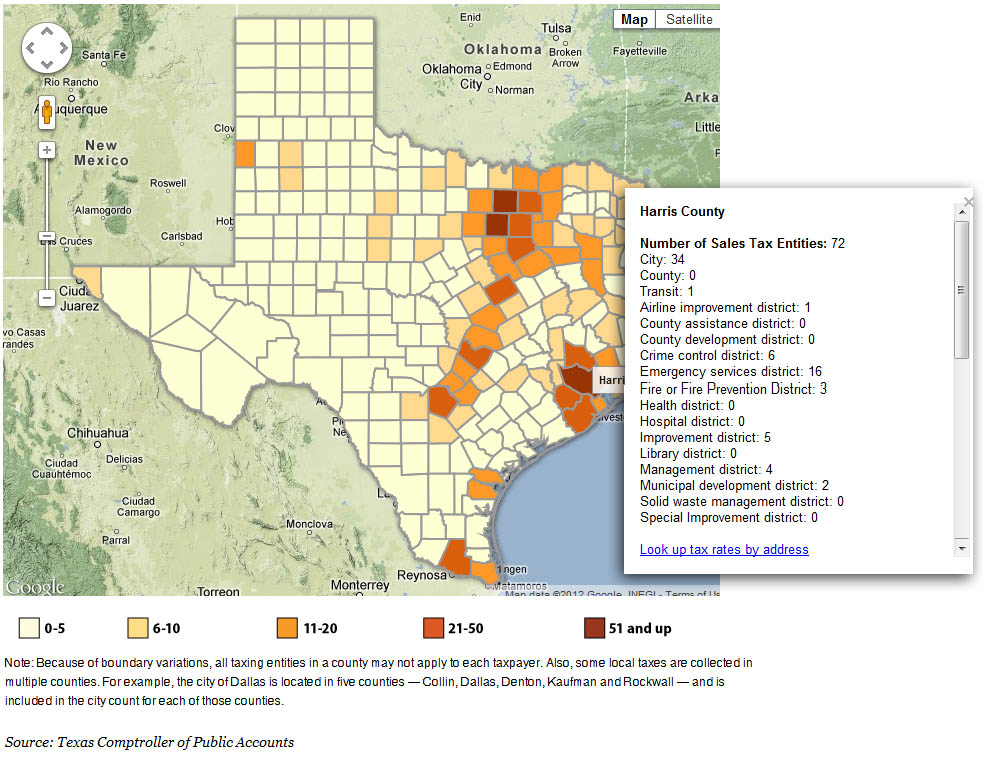 Enid
Map
Satellite
Tulsa
Oklahoma
Broken
Arrow
Fayetteville
Santa Fe
Oklahoma
City
Edmond
Norman
Rio Rancho
Arka
uquerque
Clov
Little
New
Mexico
Roswell
Alamogordo
Hob
Carlsbad
Cruces
Ciuda
Juarez
vo Casas
randes
Harri
Chihuahua
Delicias
Ciudad
Cuauhtémoc
Ciudad
Camargo
Parral
Monclova
Reynosa
Monterrey
Matamoros
Torreon
Google
Map data ©2012 Google, INEGI - Terms of Us
Harris County
Number of Sales Tax Entities: 72
City: 34
County: 0
Transit: 1
Airline improvement district: 1
County assistance district: 0
County development district: 0
Crime control district: 6
Emergency services district: 16
Fire or Fire Prevention District: 3
Health district: 0
Hospital district: 0
Improvement district: 5
Library district: 0
Management district: 4
Municipal development district: 2
Solid waste management district: 0
Special Improvement district: 0
Look up tax rates by address
0-5
6-10
11-20
21-50
51 and up
Note: Because of boundary variations, all taxing entities in a county may not apply to each taxpayer. Also, some local taxes are collected in
multiple counties. For example, the city of Dallas is located in five counties — Collin, Dallas, Denton, Kaufman and Rockwall — and is
included in the city count for each of those counties.
Source: Texas Comptroller of Public Accounts